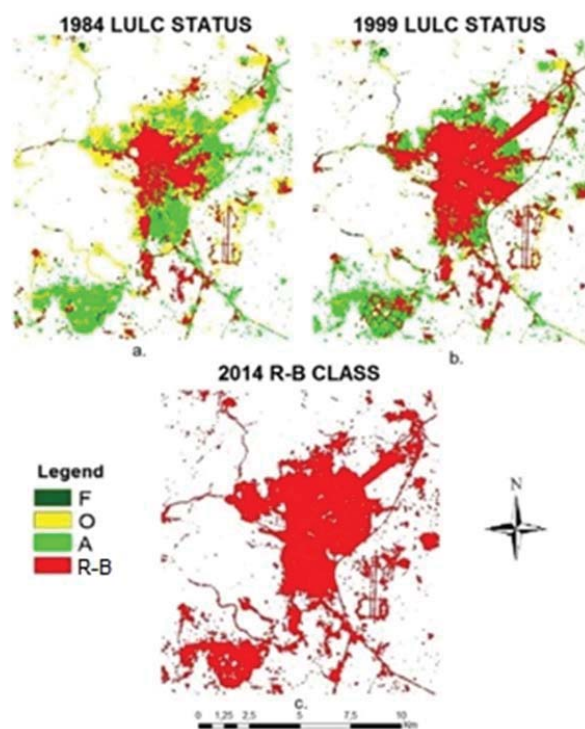 1984 LULC STATUS
1999 LULC STATUS
a.
b.
2014 R-B CLASS
Legend
F
O
A
R-B
N
c.
0 1,25 2,5 5 7,5 10
Km